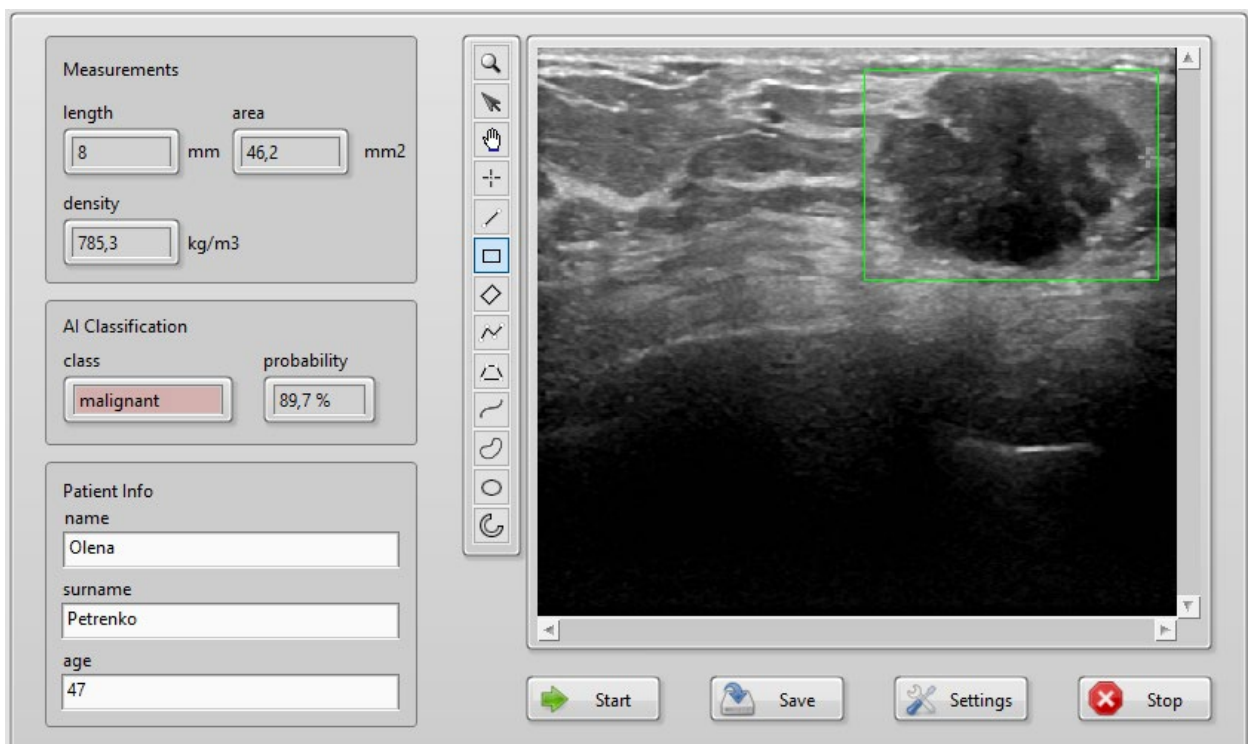 Measurements
length area
8 mm 46,2 mm2
density
785,3 kg/m3
AI Classification
class probability
malignant 89,7 %
Patient Info
name
Olena
surname
Petrenko
age
47
Start Save Settings Stop